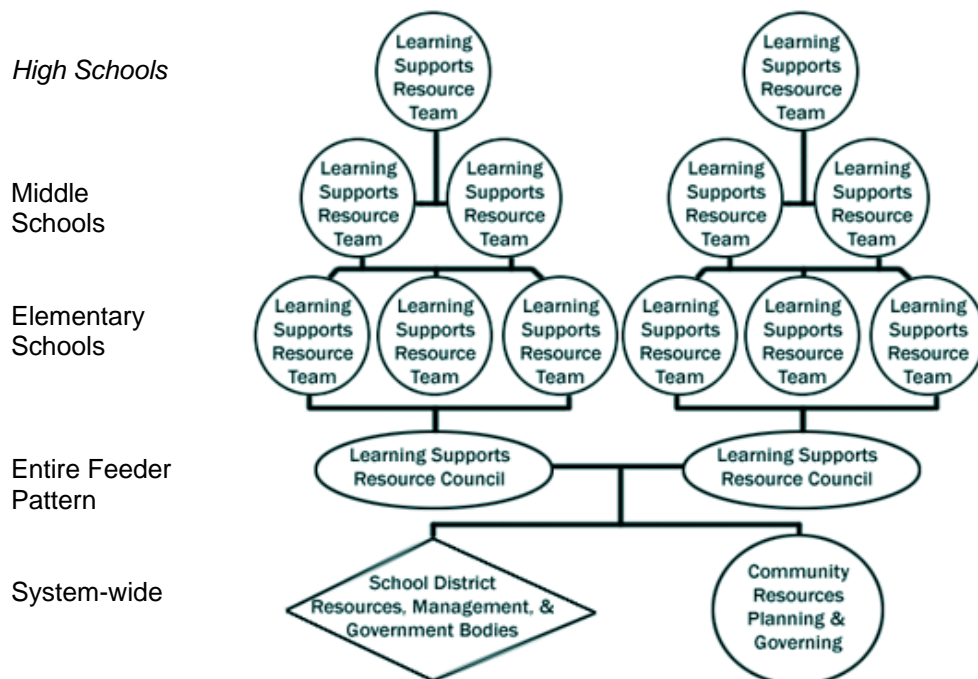 High Schools
Learning
Supports
Resource
Team
Learning
Supports
Resource
Team
Middle
Schools
Learning
Supports
Resource
Team
Learning
Supports
Resource
Team
Learning
Supports
Resource
Team
Learning
Supports
Resource
Team
Elementary
Schools
Learning
Supports
Resource
Team
Learning
Supports
Resource
Team
Learning
Supports
Resource
Team
Learning
Supports
Resource
Team
Learning
Supports
Resource
Team
Learning
Supports
Resource
Team
Entire Feeder
Pattern
Learning Supports
Resource Council
Learning Supports
Resource Council
System-wide
School District
Resources, Management, &
Government Bodies
Community
Resources
Planning &
Governing